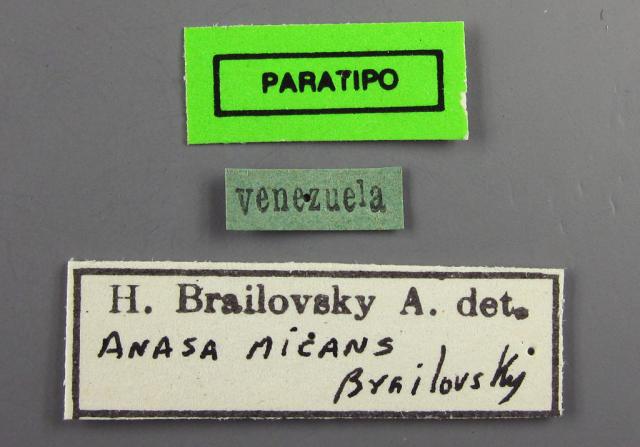 PARATIPO
venezuela
H. Brailovsky A. det.
ANASA MICANS
Brailovsky